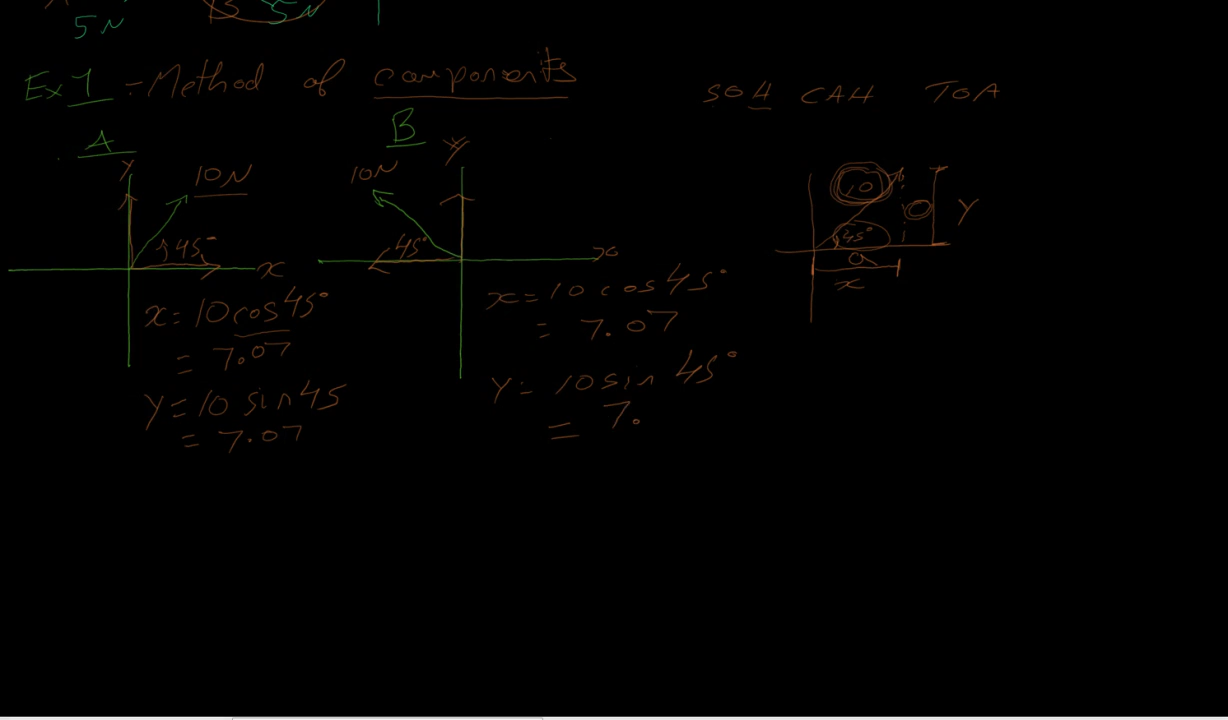 5N
5N
Ex 1 :- Method of components
SOH CAH TOA
A
B
Y
10N
45°
x
x = 10 cos 45°
= 7.07
Y = 10 sin 45
= 7.07
Y
10N
45°
x
x = 10 cos 45°
= 7.07
Y = 10 sin 45°
= 7.
10
45°
O
Y
a
x